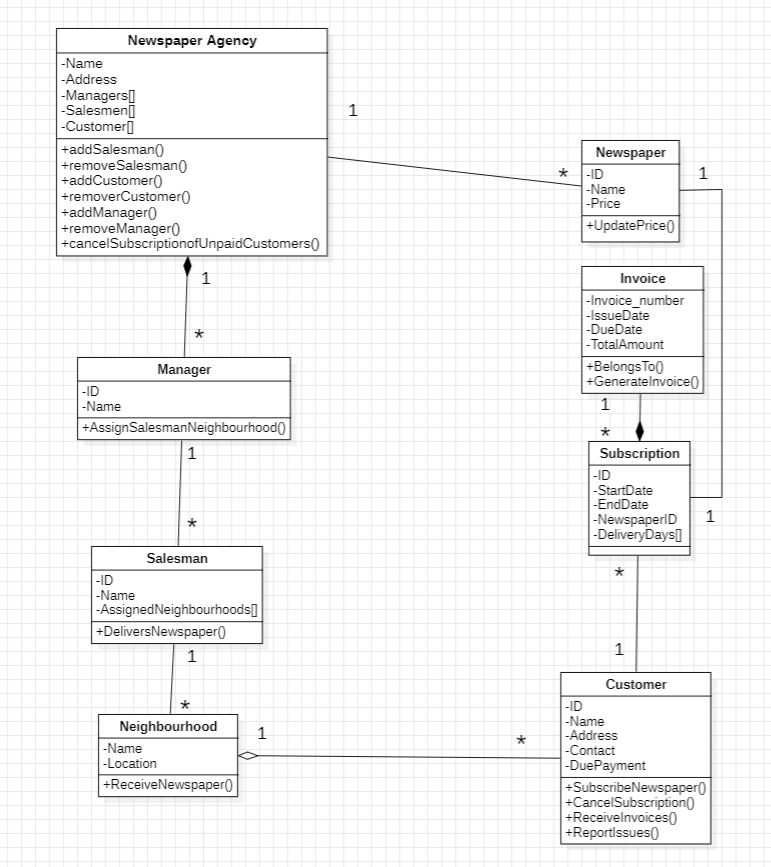 Newspaper Agency
-Name
-Address
-Managers[]
-Salesmen[]
-Customer[]
+addSalesman()
+removeSalesman()
+addCustomer()
+removerCustomer()
+addManager()
+removeManager()
+cancelSubscriptionofUnpaidCustomers()
1
*
Newspaper
-ID
-Name
-Price
+UpdatePrice()
1
1
*
Invoice
-Invoice_number
-IssueDate
-DueDate
-TotalAmount
+BelongsTo()
+GenerateInvoice()
1
*
Manager
-ID
-Name
+AssignSalesmanNeighbourhood()
1
*
Subscription
-ID
-StartDate
-EndDate
-NewspaperID
-DeliveryDays[]
1
*
1
Salesman
-ID
-Name
-AssignedNeighbourhoods[]
+DeliversNewspaper()
1
*
Neighbourhood
-Name
-Location
+ReceiveNewspaper()
1
*
Customer
-ID
-Name
-Address
-Contact
-DuePayment
+SubscribeNewspaper()
+CancelSubscription()
+ReceiveInvoices()
+ReportIssues()